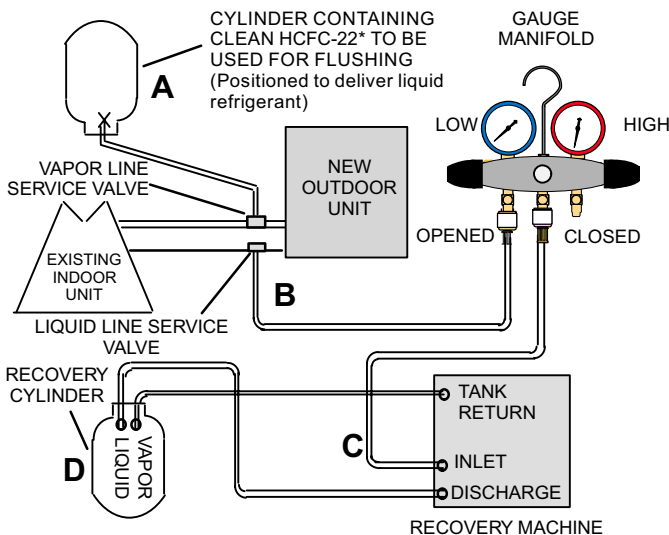 CYLINDER CONTAINING
CLEAN HCFC-22* TO BE
USED FOR FLUSHING
(Positioned to deliver liquid
refrigerant)
A
GAUGE
MANIFOLD
LOW
HIGH
VAPOR LINE
SERVICE VALVE
NEW
OUTDOOR
UNIT
OPENED
CLOSED
EXISTING
INDOOR
UNIT
B
LIQUID LINE SERVICE
VALVE
RECOVERY
CYLINDER
TANK
RETURN
C
D
LIQUID
VAPOR
INLET
DISCHARGE
RECOVERY MACHINE